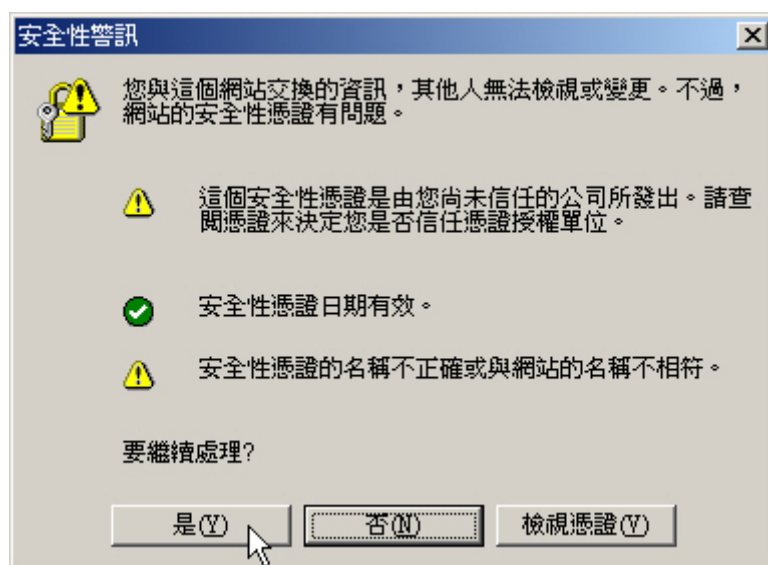 安全性警訊
您與這個網站交換的資訊，其他人無法檢視或變更。不過，
網站的安全性憑證有問題。
這個安全性憑證是由您尚未信任的公司所發出。請查
閱憑證來決定您是否信任憑證授權單位。
安全性憑證日期有效。
安全性憑證的名稱不正確或與網站的名稱不相符。
要繼續處理?
是(Y) 否(N) 檢視憑證(V)